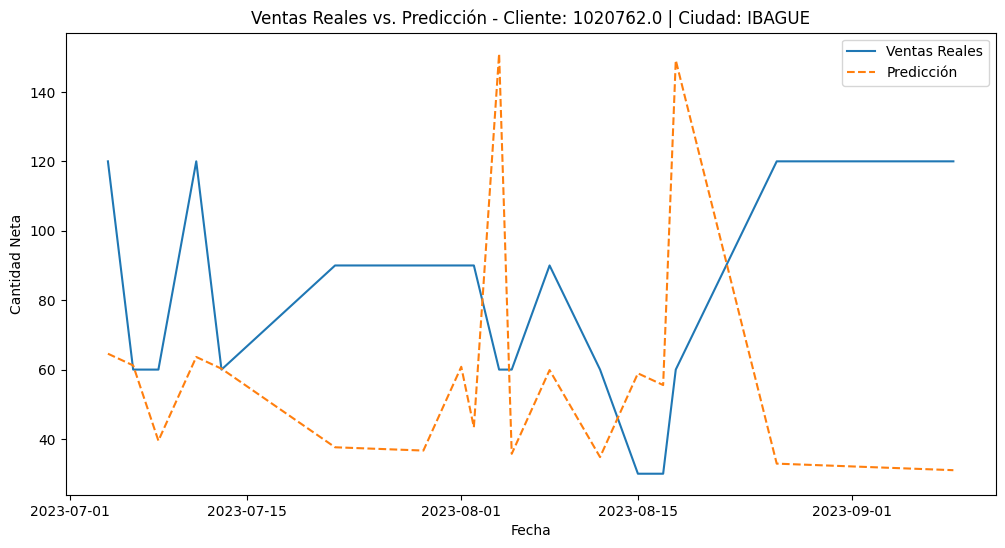 Ventas Reales vs. Predicción - Cliente: 1020762.0 | Ciudad: IBAGUE
Ventas Reales
Predicción
140
120
100
80
60
40
Cantidad Neta
2023-07-01
2023-07-15
2023-08-01
2023-08-15
2023-09-01
Fecha